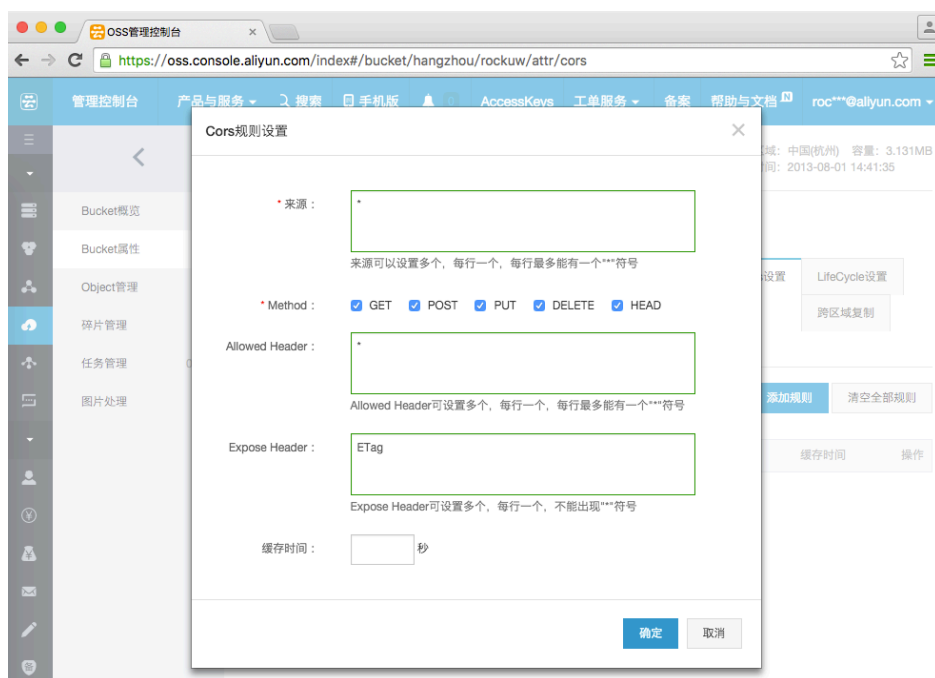 OSS管理控制台
https://oss.console.aliyun.com/index#/bucket/hangzhou/rockuw/attr/cors
管理控制台 产品与服务 搜索 手机版 0 AccessKeys 工单服务 备案 帮助与文档 N roc***@aliyun.com
Cors规则设置
区域：中国(杭州) 容量：3.131MB
时间：2013-08-01 14:41:35
Bucket概览
Bucket属性
Object管理
碎片管理
任务管理 0
图片处理
* 来源：
*
来源可以设置多个，每行一个，每行最多能有一个"*"符号
* Method： GET POST PUT DELETE HEAD
Allowed Header：
*
Allowed Header可设置多个，每行一个，每行最多能有一个"*"符号
Expose Header：
ETag
Expose Header可设置多个，每行一个，不能出现"*"符号
缓存时间： 秒
确定 取消
设置 LifeCycle设置
跨区域复制
添加规则 清空全部规则
缓存时间 操作